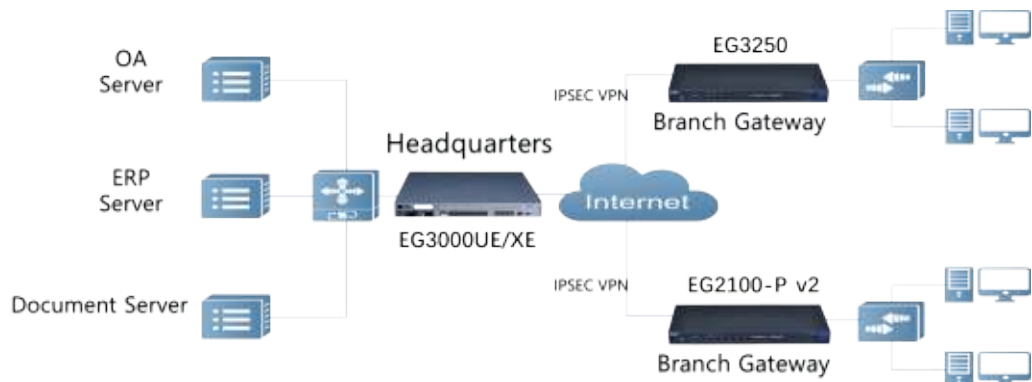 OA
Server
ERP
Server
Document Server
Headquarters
EG3000UE/XE
Internet
IPSEC VPN
EG3250
Branch Gateway
IPSEC VPN
EG2100-P v2
Branch Gateway